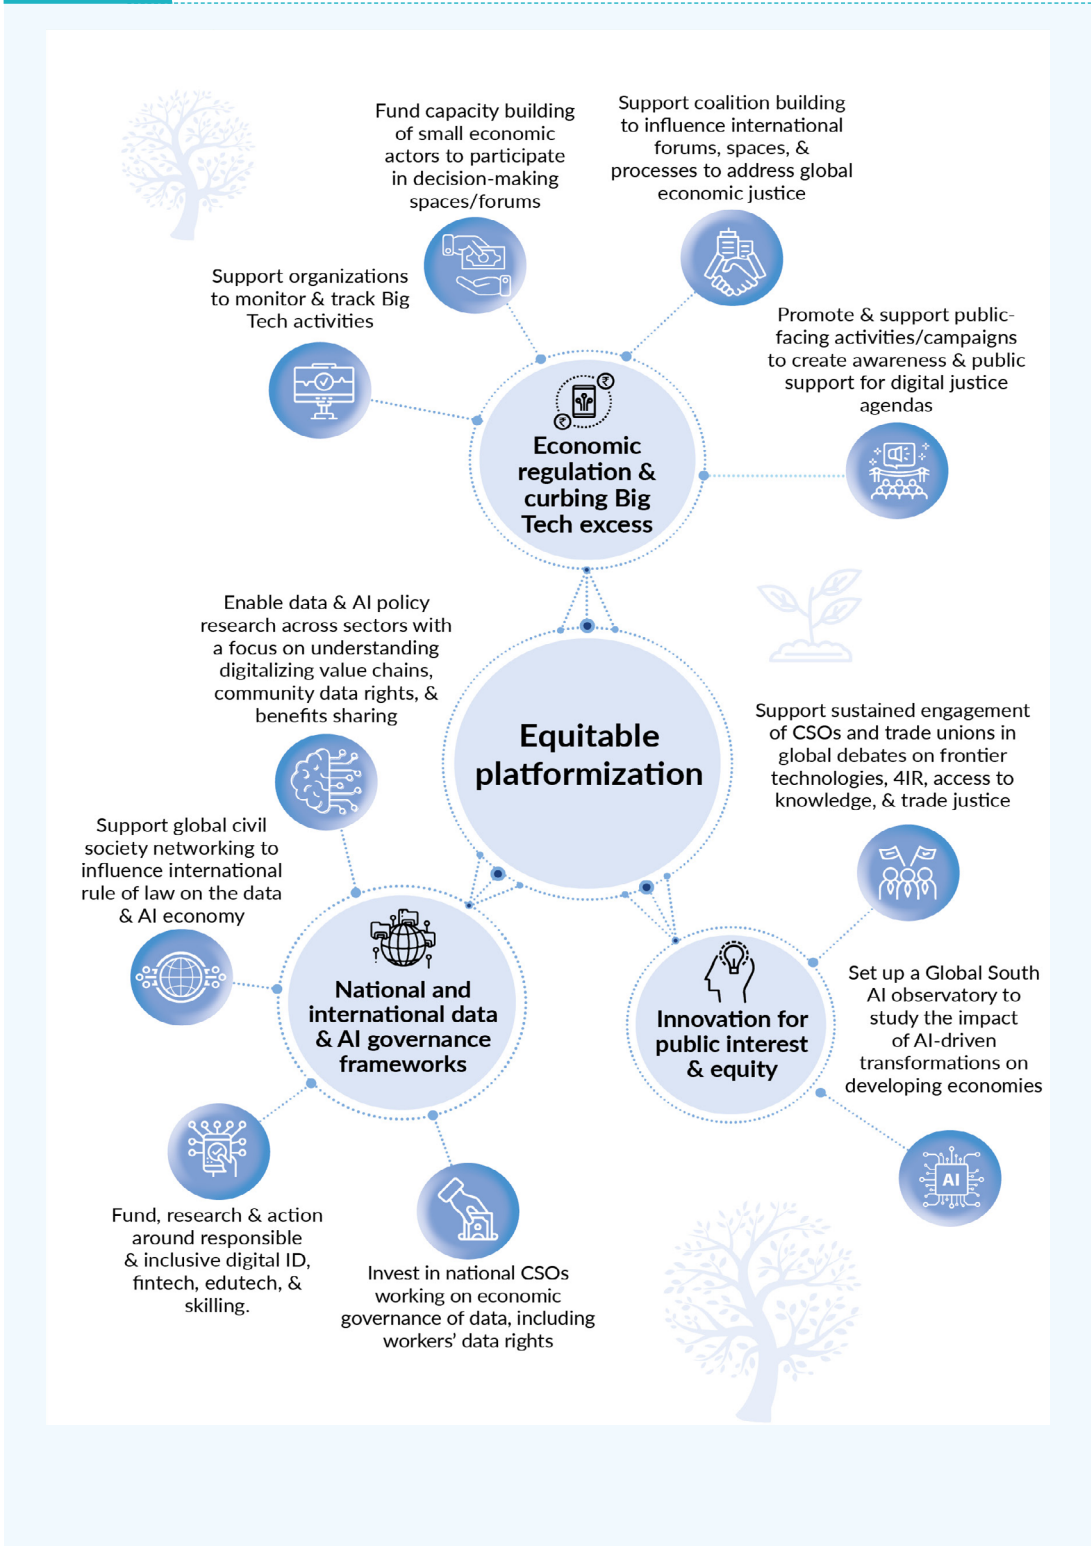 Fund capacity building
of small economic
actors to participate
in decision-making
spaces/forums
Support coalition building
to influence international
forums, spaces, &
processes to address global
economic justice
Support organizations
to monitor & track Big
Tech activities
Promote & support public-
facing activities/campaigns
to create awareness & public
support for digital justice
agendas
₹
₹
Economic
regulation &
curbing Big
Tech excess
Enable data & AI policy
research across sectors with
a focus on understanding
digitalizing value chains,
community data rights, &
benefits sharing
Equitable
platformization
Support sustained engagement
of CSOs and trade unions in
global debates on frontier
technologies, 4IR, access to
knowledge, & trade justice
Support global civil
society networking to
influence international
rule of law on the data
& AI economy
National and
international data
& AI governance
frameworks
Innovation for
public interest
& equity
Set up a Global South
AI observatory to
study the impact
of AI-driven
transformations on
developing economies
AI
Fund, research & action
around responsible
& inclusive digital ID,
fintech, edutech, &
skilling.
Invest in national CSOs
working on economic
governance of data, including
workers’ data rights